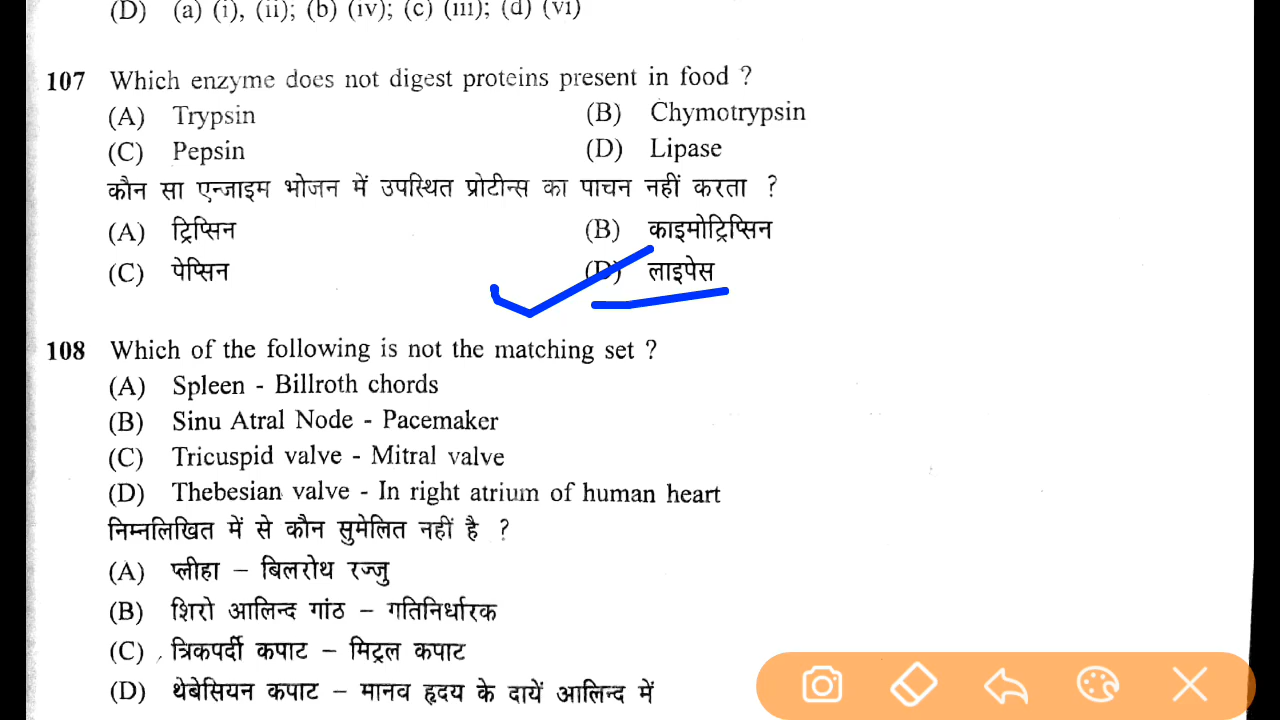 (D) (a) (i), (ii); (b) (iv); (c) (iii); (d) (vi)
107 Which enzyme does not digest proteins present in food ?
(A) Trypsin (B) Chymotrypsin
(C) Pepsin (D) Lipase
कौन सा एन्जाइम भोजन में उपस्थित प्रोटीन्स का पाचन नहीं करता ?
(A) ट्रिप्सिन (B) काइमोट्रिप्सिन
(C) पेप्सिन (D) लाइपेस
108 Which of the following is not the matching set ?
(A) Spleen - Billroth chords
(B) Sinu Atral Node - Pacemaker
(C) Tricuspid valve - Mitral valve
(D) Thebesian valve - In right atrium of human heart
निम्नलिखित में से कौन सुमेलित नहीं है ?
(A) प्लीहा – बिलरोथ रज्जु
(B) शिरो आलिन्द गांठ – गतिनिर्धारक
(C) त्रिकपर्दी कपाट – मिट्रल कपाट
(D) थेबेसियन कपाट – मानव हृदय के दायें आलिन्द में